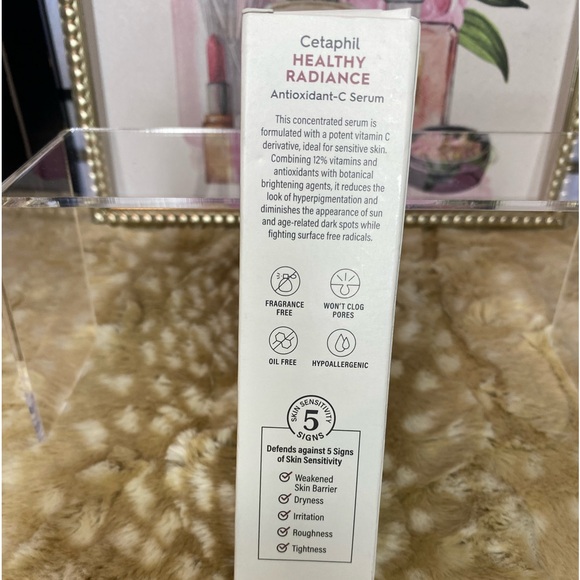 Cetaphil
HEALTHY
RADIANCE
Antioxidant-C Serum
This concentrated serum is
formulated with a potent vitamin C
derivative, ideal for sensitive skin.
Combining 12% vitamins and
antioxidants with botanical
brightening agents, it reduces the
look of hyperpigmentation and
diminishes the appearance of sun
and age-related dark spots while
fighting surface free radicals.
FRAGRANCE
FREE
WON'T CLOG
PORES
OIL FREE
HYPOALLERGENIC
SKIN SENSITIVITY
5
SIGNS
Defends against 5 Signs
of Skin Sensitivity
Weakened
Skin Barrier
Dryness
Irritation
Roughness
Tightness